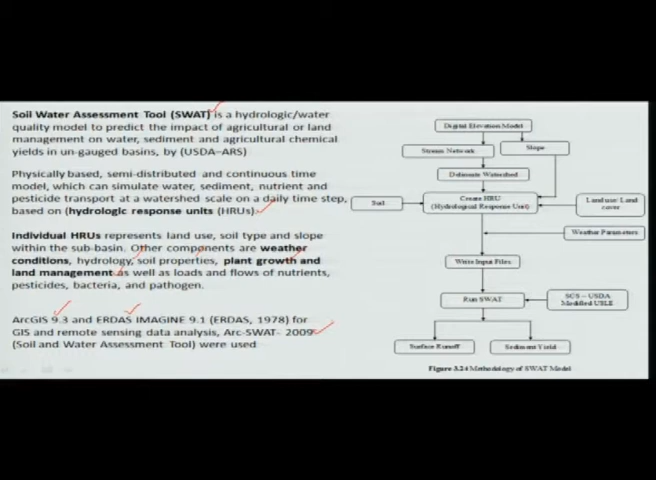 Soil Water Assessment Tool (SWAT) is a hydrologic/water
quality model to predict the impact of agricultural or land
management on water, sediment and agricultural chemical
yields in un-gauged basins, by (USDA–ARS)
Physically based, semi-distributed and continuous time
model, which can simulate water, sediment, nutrient and
pesticide transport at a watershed scale on a daily time step,
based on (hydrologic response units (HRUs).
Individual HRUs represents land use, soil type and slope
within the sub-basin. Other components are weather
conditions, hydrology, soil properties, plant growth and
land management as well as loads and flows of nutrients,
pesticides, bacteria, and pathogen.
ArcGIS 9.3 and ERDAS IMAGINE 9.1 (ERDAS, 1978) for
GIS and remote sensing data analysis, Arc-SWAT- 2009
(Soil and Water Assessment Tool) were used
Digital Elevation Model
Stream Network
Slope
Delineate Watershed
Soil
Create HRU
(Hydrological Response Unit)
Land use/ Land
cover
Weather Parameters
Write Input Files
Run SWAT
SCS – USDA
Modified USLE
Surface Runoff
Sediment Yield
Figure 3.24 Methodology of SWAT Model